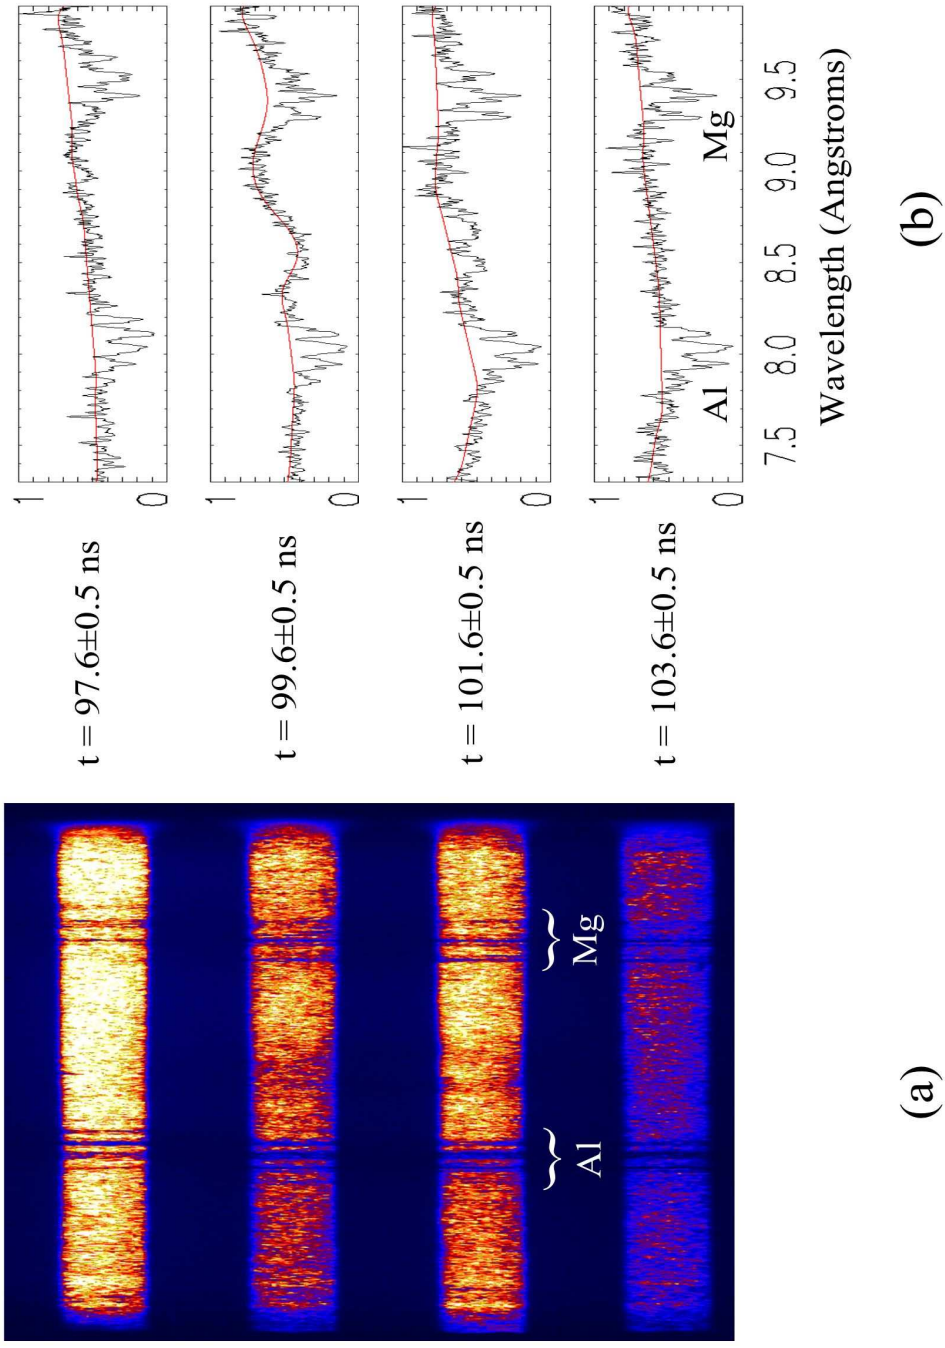 Al
Mg
(a)
t = 97.6±0.5 ns
t = 99.6±0.5 ns
t = 101.6±0.5 ns
t = 103.6±0.5 ns
1
0
1
0
1
0
1
0
Al
Mg
7.5 8.0 8.5 9.0 9.5
Wavelength (Angstroms)
(b)